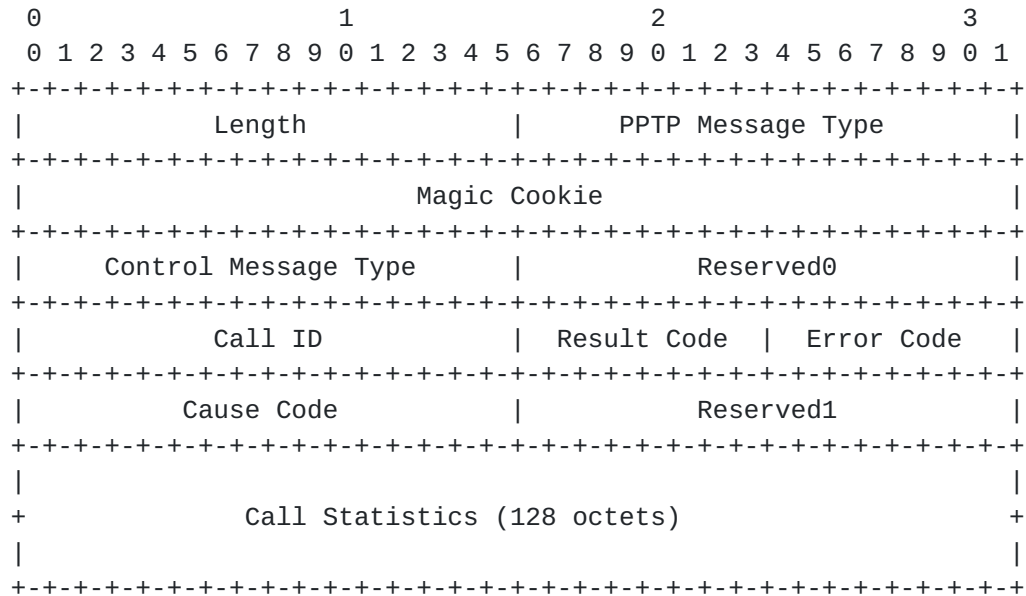 0                   1                   2                   3
 0 1 2 3 4 5 6 7 8 9 0 1 2 3 4 5 6 7 8 9 0 1 2 3 4 5 6 7 8 9 0 1
+-+-+-+-+-+-+-+-+-+-+-+-+-+-+-+-+-+-+-+-+-+-+-+-+-+-+-+-+-+-+-+-+
|            Length             |      PPTP Message Type        |
+-+-+-+-+-+-+-+-+-+-+-+-+-+-+-+-+-+-+-+-+-+-+-+-+-+-+-+-+-+-+-+-+
|                         Magic Cookie                          |
+-+-+-+-+-+-+-+-+-+-+-+-+-+-+-+-+-+-+-+-+-+-+-+-+-+-+-+-+-+-+-+-+
|     Control Message Type      |           Reserved0           |
+-+-+-+-+-+-+-+-+-+-+-+-+-+-+-+-+-+-+-+-+-+-+-+-+-+-+-+-+-+-+-+-+
|            Call ID            |  Result Code  |  Error Code   |
+-+-+-+-+-+-+-+-+-+-+-+-+-+-+-+-+-+-+-+-+-+-+-+-+-+-+-+-+-+-+-+-+
|          Cause Code           |           Reserved1           |
+-+-+-+-+-+-+-+-+-+-+-+-+-+-+-+-+-+-+-+-+-+-+-+-+-+-+-+-+-+-+-+-+
|                                                               |
+              Call Statistics (128 octets)                     +
|                                                               |
+-+-+-+-+-+-+-+-+-+-+-+-+-+-+-+-+-+-+-+-+-+-+-+-+-+-+-+-+-+-+-+-+